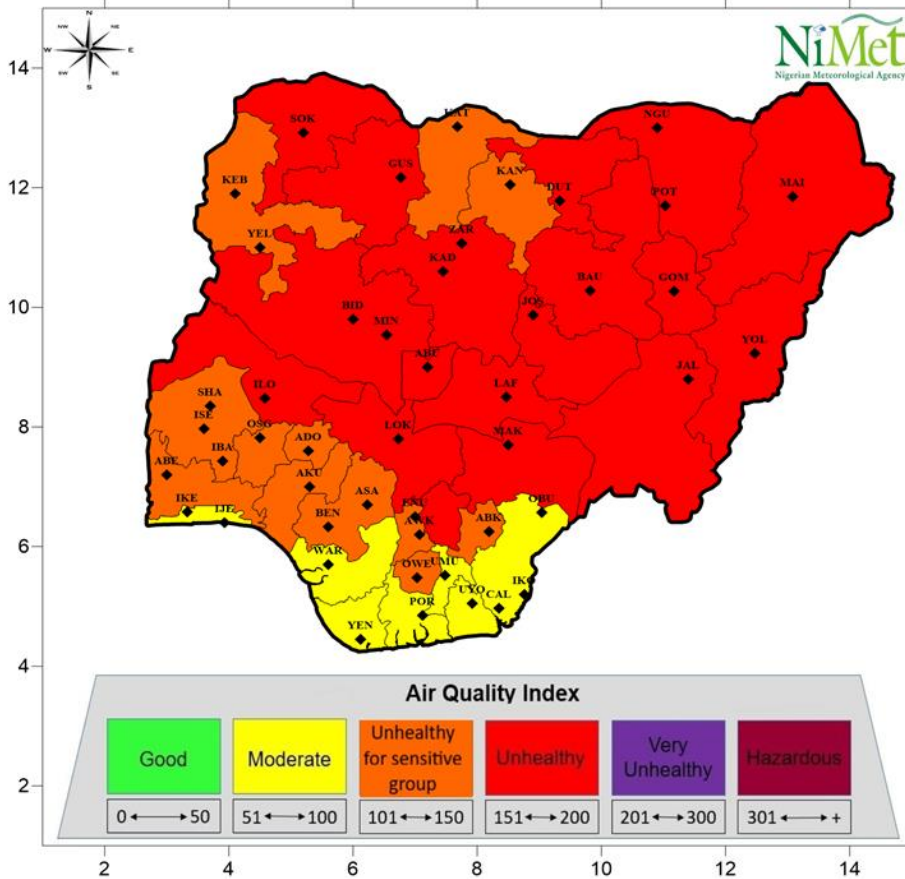 N
NW NE
W E
SW SE
S
NiMet
Nigerian Meteorological Agency
14
12
10
8
6
4
2
SOK
KAT
NGU
GUS
KEB
KAN
DUT
POT
MAI
YEL
ZAR
KAD
BAU
GOM
BID
MIN
JOS
YOL
ABU
JAL
SHA
ILO
LAF
ISE
OSG
ADO
LOK
MAK
ABE
IBA
AKU
ASA
IKE
IJE
BEN
ENU
AWK
ABK
OBU
WAR
OWE
UMU
YEN
POR
UYO
CAL
IKO
Air Quality Index
Good
Moderate
Unhealthy
for sensitive
group
Unhealthy
Very
Unhealthy
Hazardous
0 ↔ 50
51 ↔ 100
101 ↔ 150
151 ↔ 200
201 ↔ 300
301 ↔ +
2 4 6 8 10 12 14